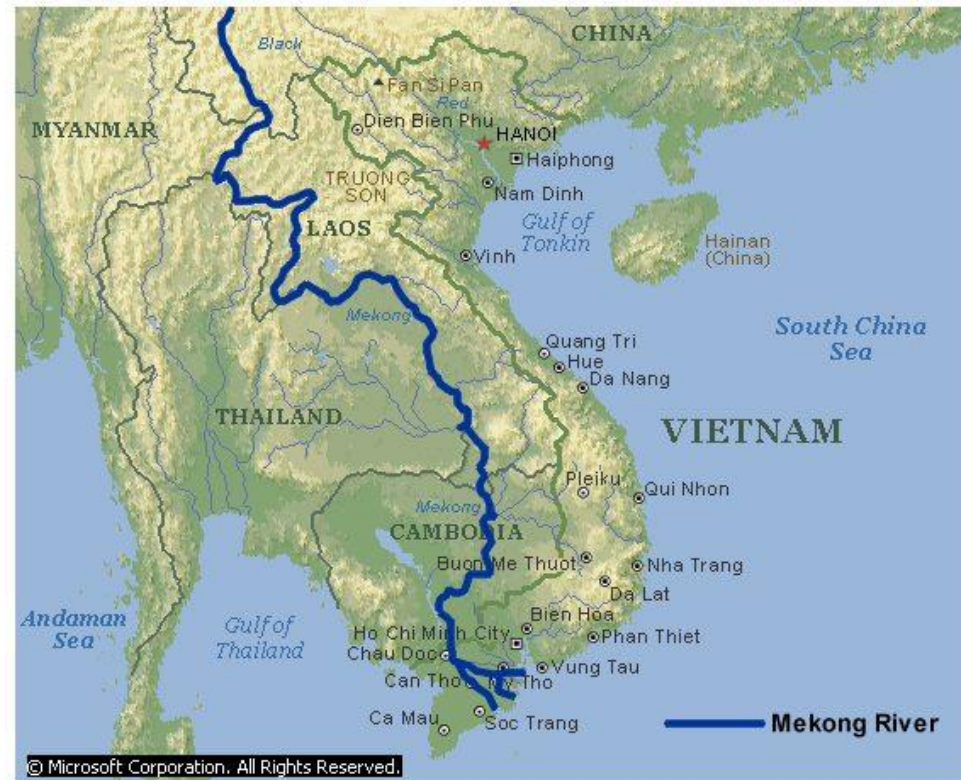 CHINA
Black
Fan Si Pan
Red
MYANMAR
Dien Bien Phu
HANOI
Haiphong
TRUONG
SON
Nam Dinh
LAOS
Gulf of
Tonkin
Hainan
(China)
Vinh
Mekong
South China
Sea
Quang Tri
Hue
Da Nang
THAILAND
VIETNAM
Pleiku
Qui Nhon
Mekong
CAMBODIA
Buon Me Thuot
Nha Trang
Da Lat
Andaman
Sea
Gulf of
Thailand
Bien Hoa
Ho Chi Minh City
Phan Thiet
Chau Doc
Vung Tau
Can Tho
My Tho
Ca Mau
Soc Trang
Mekong River
© Microsoft Corporation. All Rights Reserved.